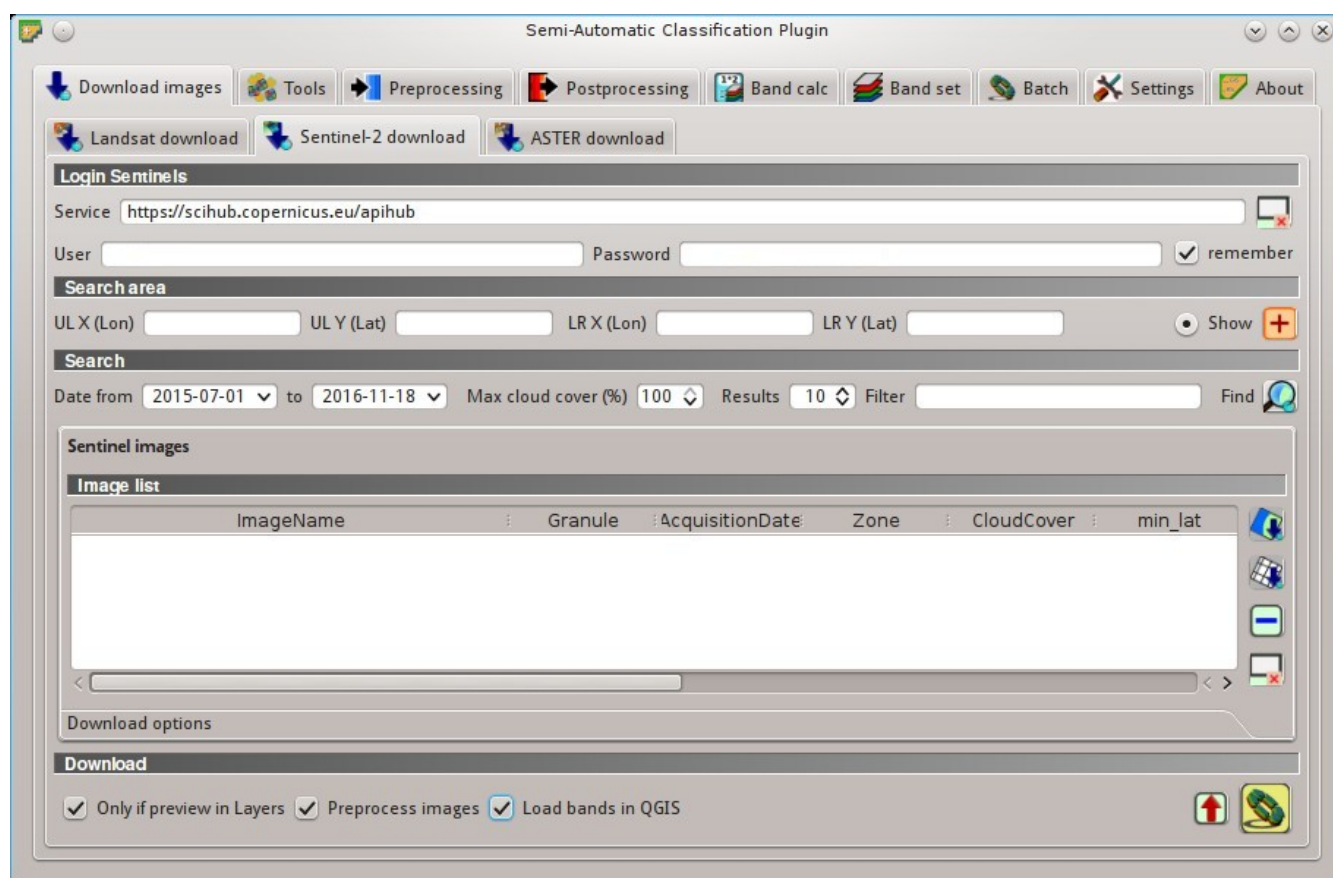 Semi-Automatic Classification Plugin
Download images Tools Preprocessing Postprocessing Band calc Band set Batch Settings About
Landsat download Sentinel-2 download ASTER download
Login Sentinels
Service https://scihub.copernicus.eu/apihub
User Password remember
Search area
UL X (Lon) UL Y (Lat) LR X (Lon) LR Y (Lat) Show
Search
Date from 2015-07-01 to 2016-11-18 Max cloud cover (%) 100 Results 10 Filter Find
Sentinel images
Image list
ImageName Granule AcquisitionDate Zone CloudCover min_lat
Download options
Download
Only if preview in Layers Preprocess images Load bands in QGIS